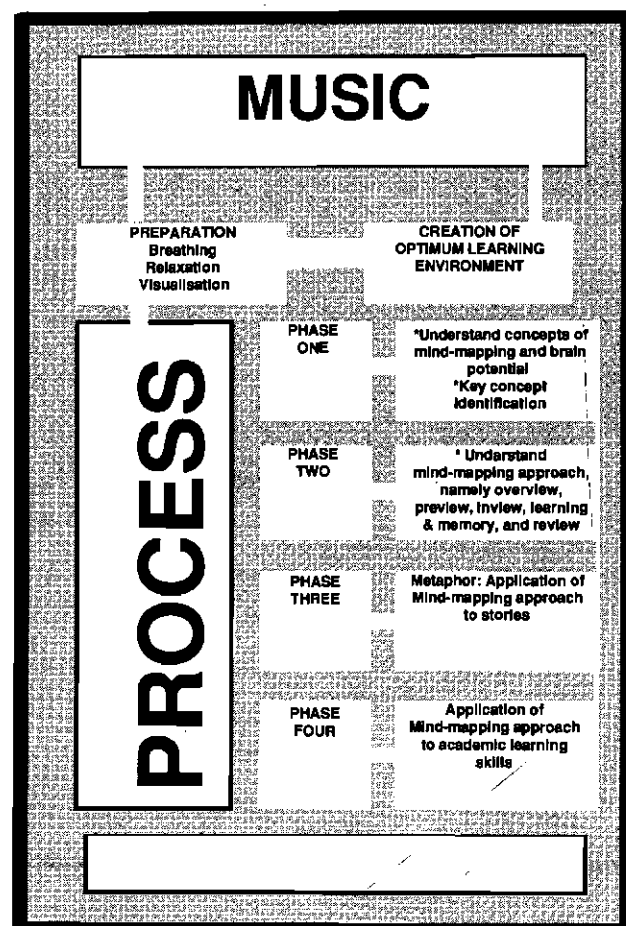 MUSIC
PREPARATION
Breathing
Relaxation
Visualisation
CREATION OF
OPTIMUM LEARNING
ENVIRONMENT
PROCESS
PHASE
ONE
*Understand concepts of
mind-mapping and brain
potential
*Key concept
identification
PHASE
TWO
* Understand
mind-mapping approach,
namely overview,
preview, inview, learning
& memory, and review
PHASE
THREE
Metaphor: Application of
Mind-mapping approach
to stories
PHASE
FOUR
Application of
Mind-mapping approach
to academic learning
skills